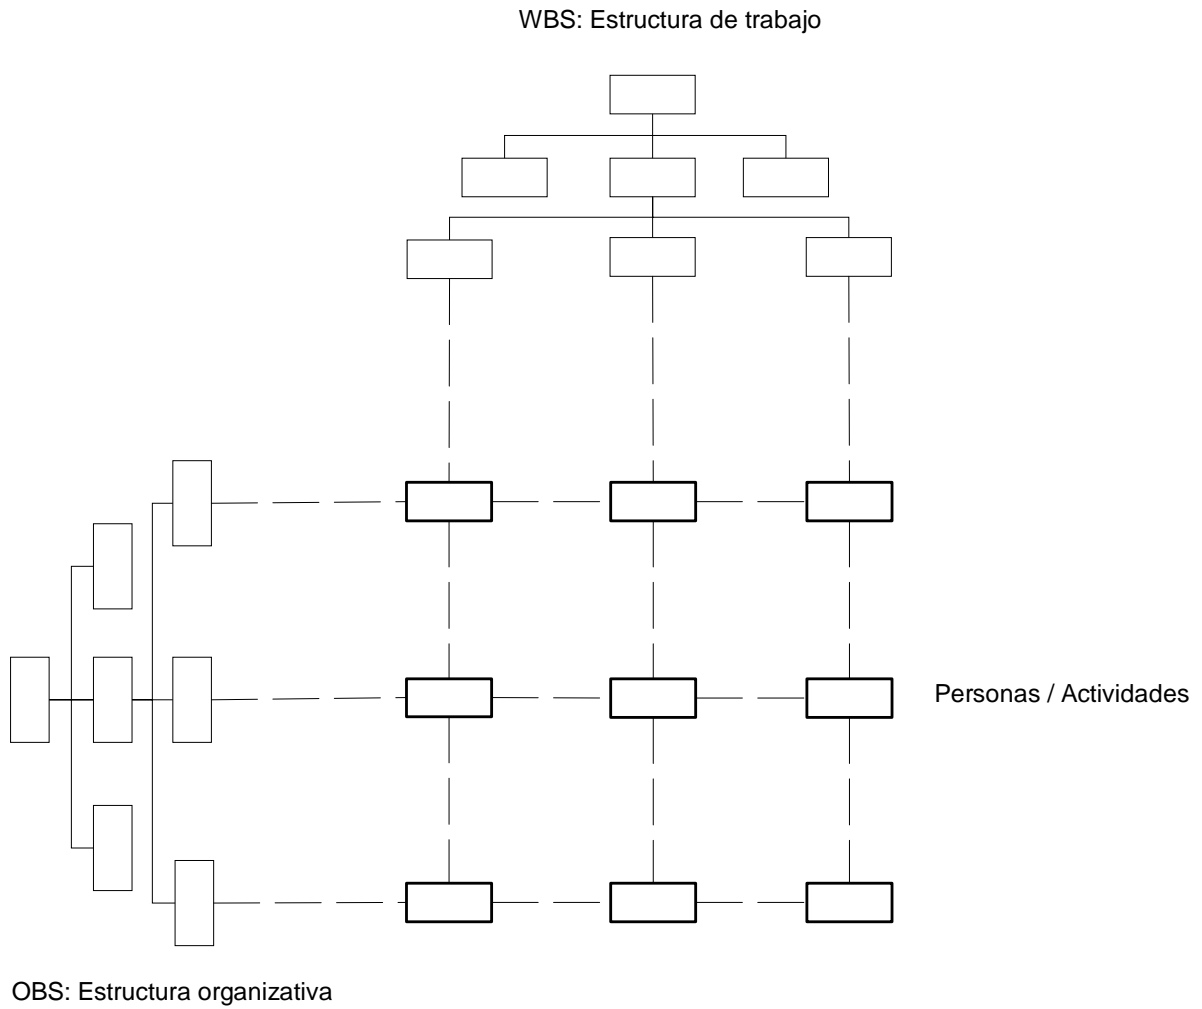 WBS: Estructura de trabajo
Personas / Actividades
OBS: Estructura organizativa